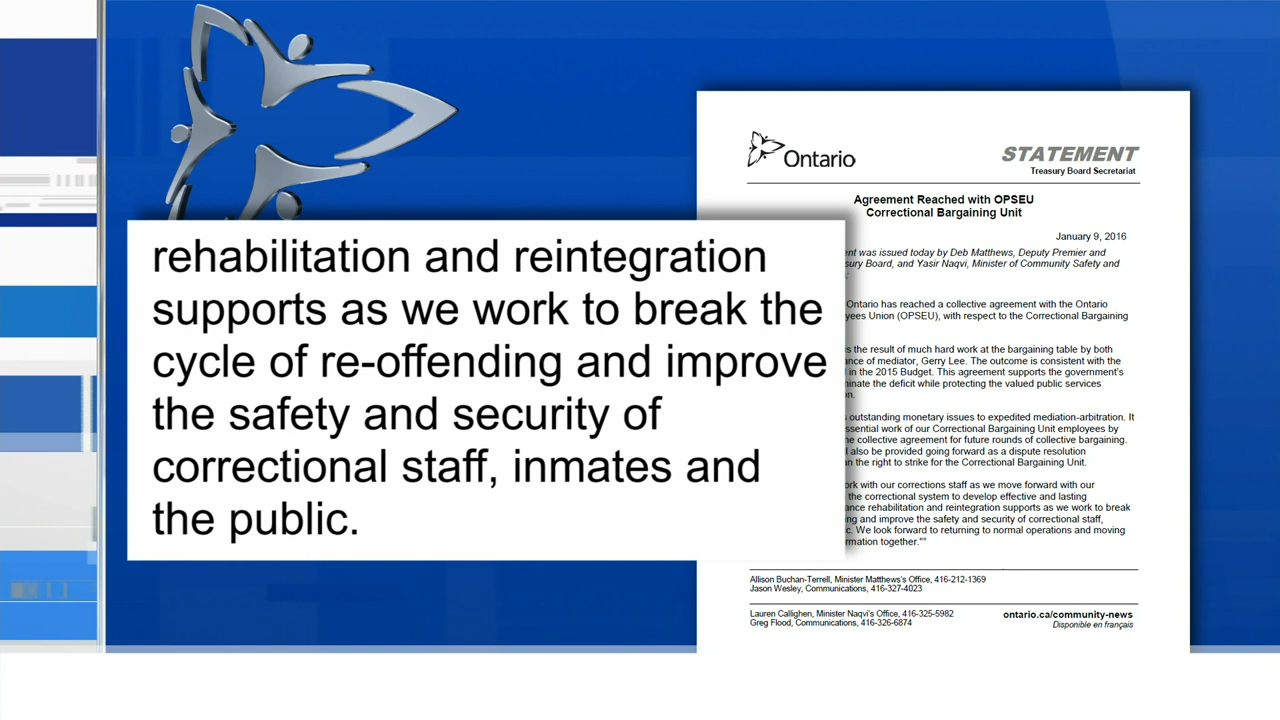 rehabilitation and reintegration
supports as we work to break the
cycle of re-offending and improve
the safety and security of
correctional staff, inmates and
the public.
Ontario
STATEMENT
Treasury Board Secretariat
Agreement Reached with OPSEU
Correctional Bargaining Unit
January 9, 2016
was issued today by Deb Matthews, Deputy Premier and
Board, and Yasir Naqvi, Minister of Community Safety and
Ontario has reached a collective agreement with the Ontario
Union (OPSEU), with respect to the Correctional Bargaining
the result of much hard work at the bargaining table by both
of mediator, Gerry Lee. The outcome is consistent with the
in the 2015 Budget. This agreement supports the government's
the deficit while protecting the valued public services
outstanding monetary issues to expedited mediation-arbitration. It
work of our Correctional Bargaining Unit employees by
collective agreement for future rounds of collective bargaining.
also be provided going forward as a dispute resolution
the right to strike for the Correctional Bargaining Unit.
with our corrections staff as we move forward with our
the correctional system to develop effective and lasting
rehabilitation and reintegration supports as we work to break
and improve the safety and security of correctional staff,
We look forward to returning to normal operations and moving
together.""
Allison Buchan-Terrell, Minister Matthews's Office, 416-212-1369
Jason Wesley, Communications, 416-327-4023
Lauren Callighen, Minister Naqvi's Office, 416-325-5982
Greg Flood, Communications, 416-326-6874
ontario.ca/community-news
Disponible en français